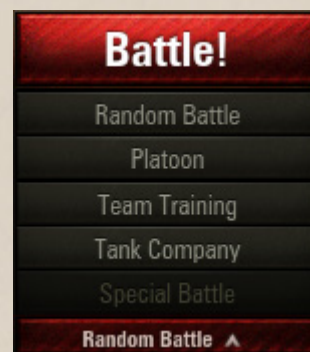 Battle!
Random Battle
Platoon
Team Training
Tank Company
Special Battle
Random Battle